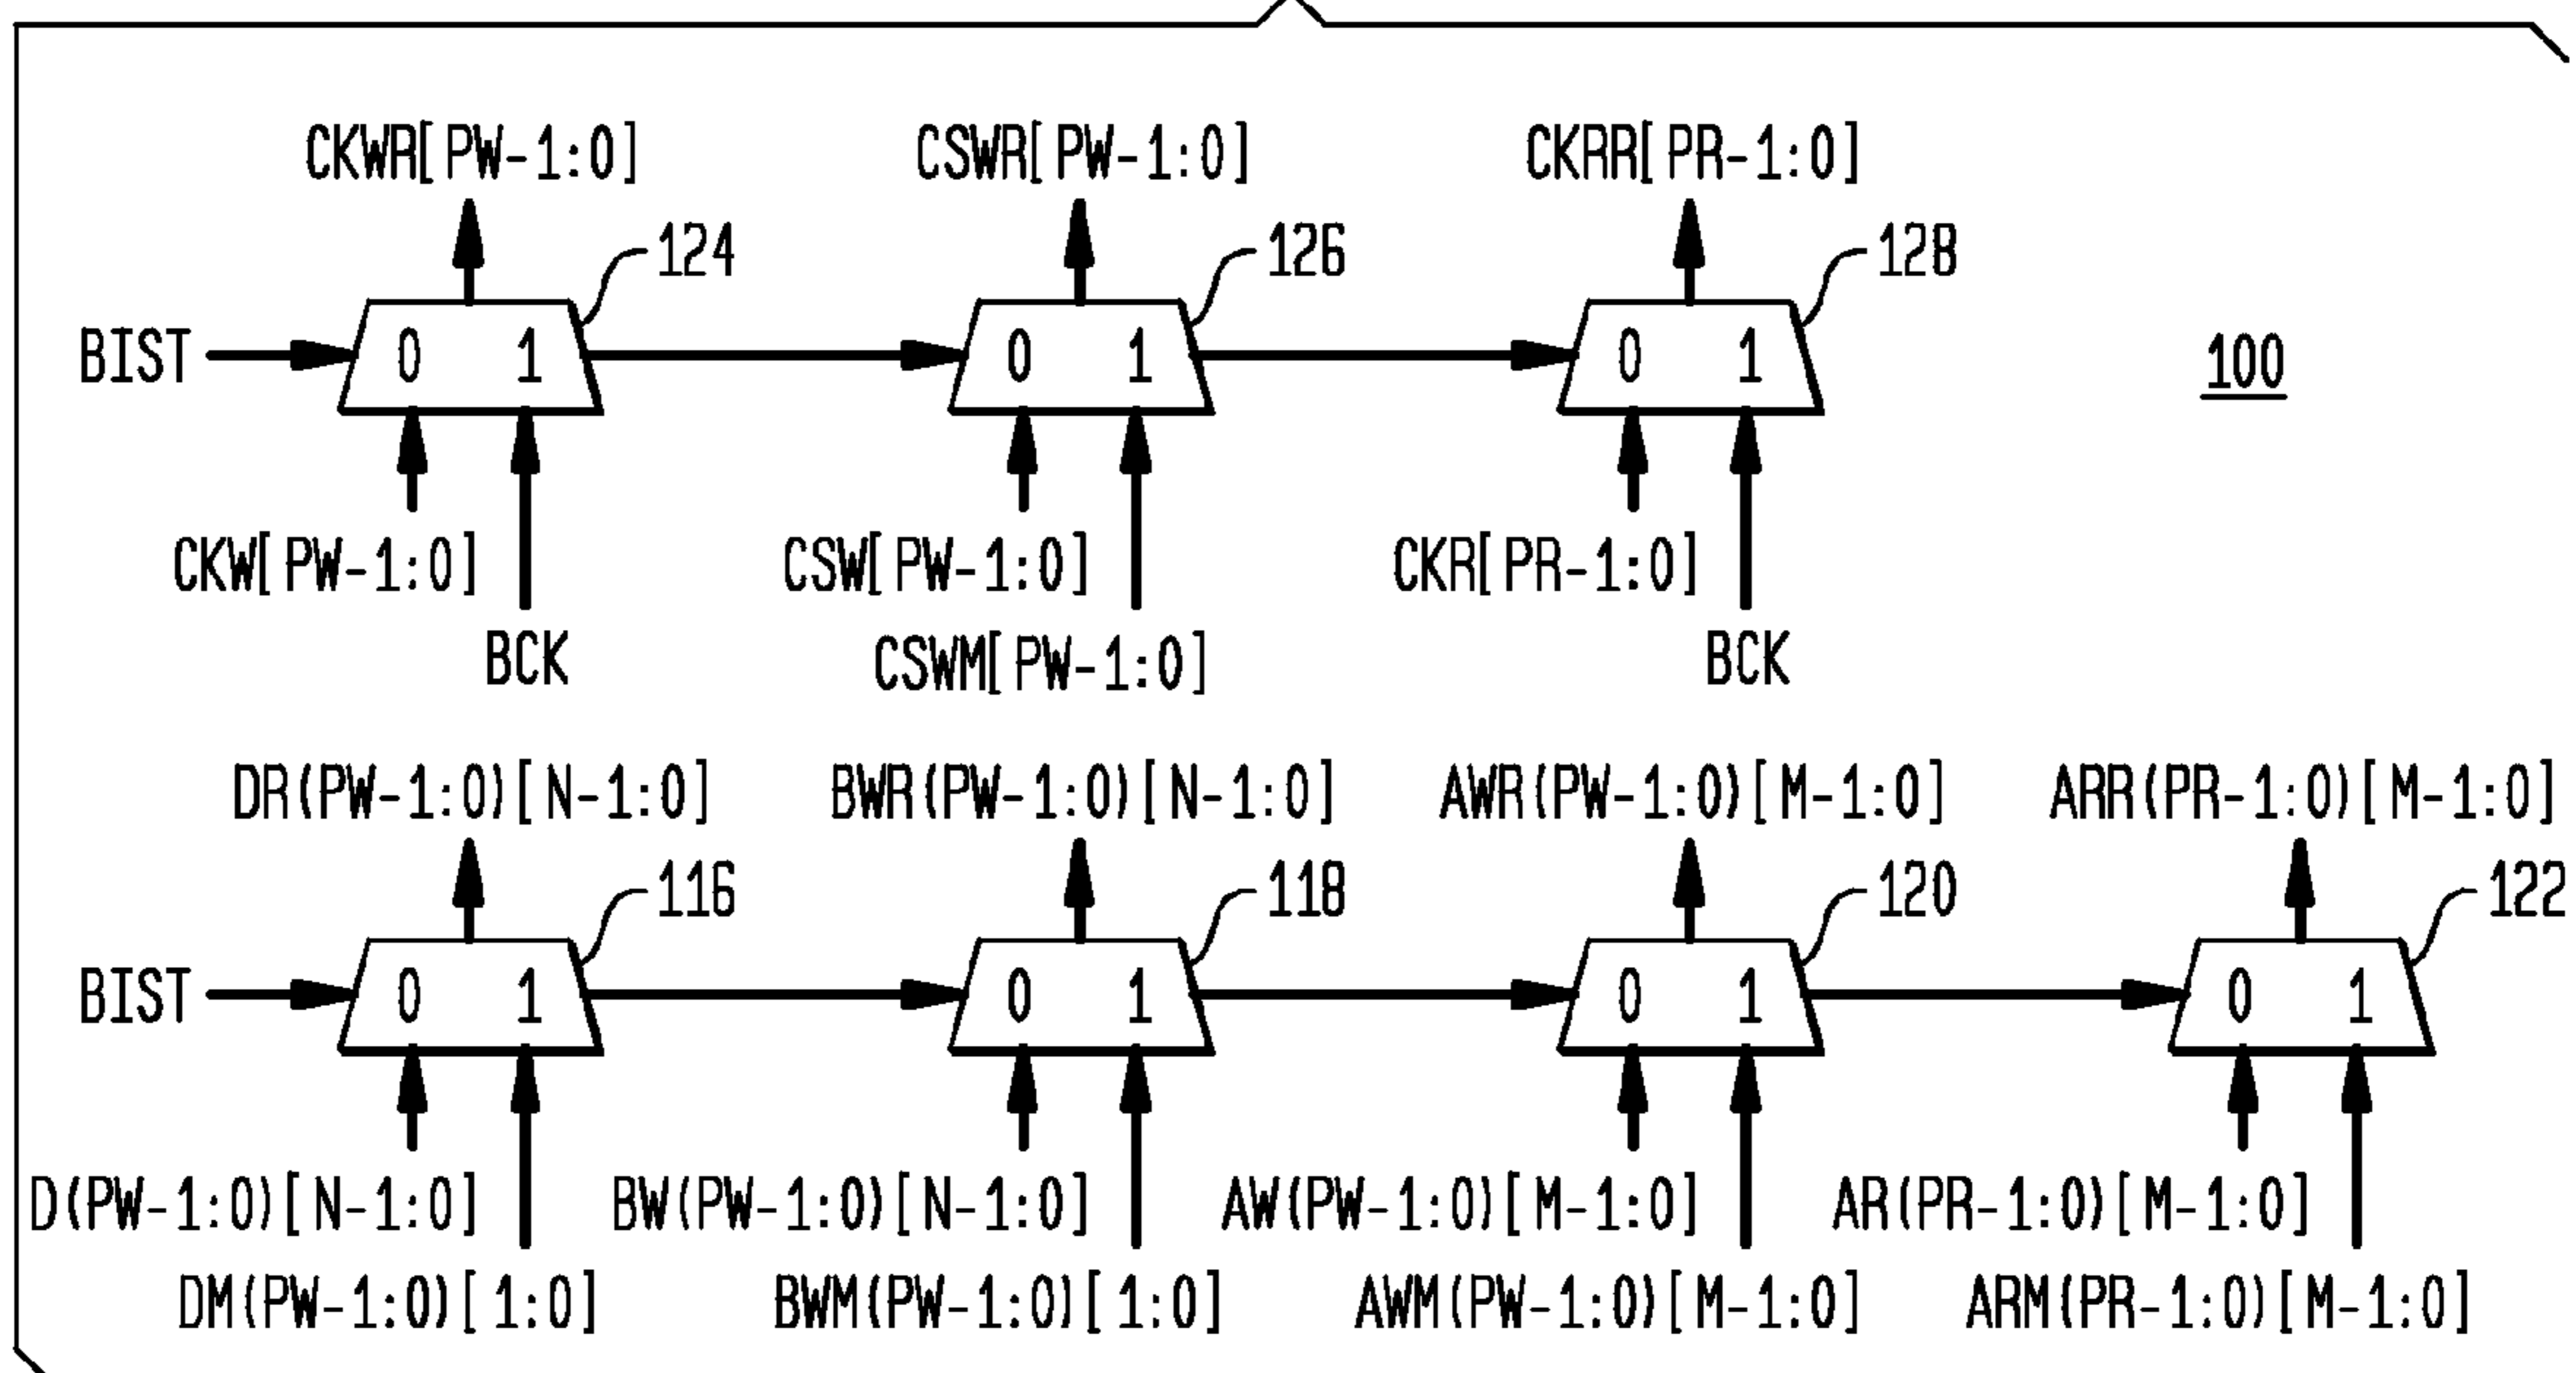 CKWR[PW-1:0] CSWR[PW-1:0] CKRR[PR-1:0]
124 126 128
BIST 0 1 0 1 0 1 100
CKW[PW-1:0] CSW[PW-1:0] CKR[PR-1:0]
BCK CSWM[PW-1:0] BCK
DR(PW-1:0)[N-1:0] BWR(PW-1:0)[N-1:0] AWR(PW-1:0)[M-1:0] ARR(PR-1:0)[M-1:0]
116 118 120 122
BIST 0 1 0 1 0 1 0 1
D(PW-1:0)[N-1:0] BW(PW-1:0)[N-1:0] AW(PW-1:0)[M-1:0] AR(PR-1:0)[M-1:0]
DM(PW-1:0)[1:0] BWM(PW-1:0)[1:0] AWM(PW-1:0)[M-1:0] ARM(PR-1:0)[M-1:0]